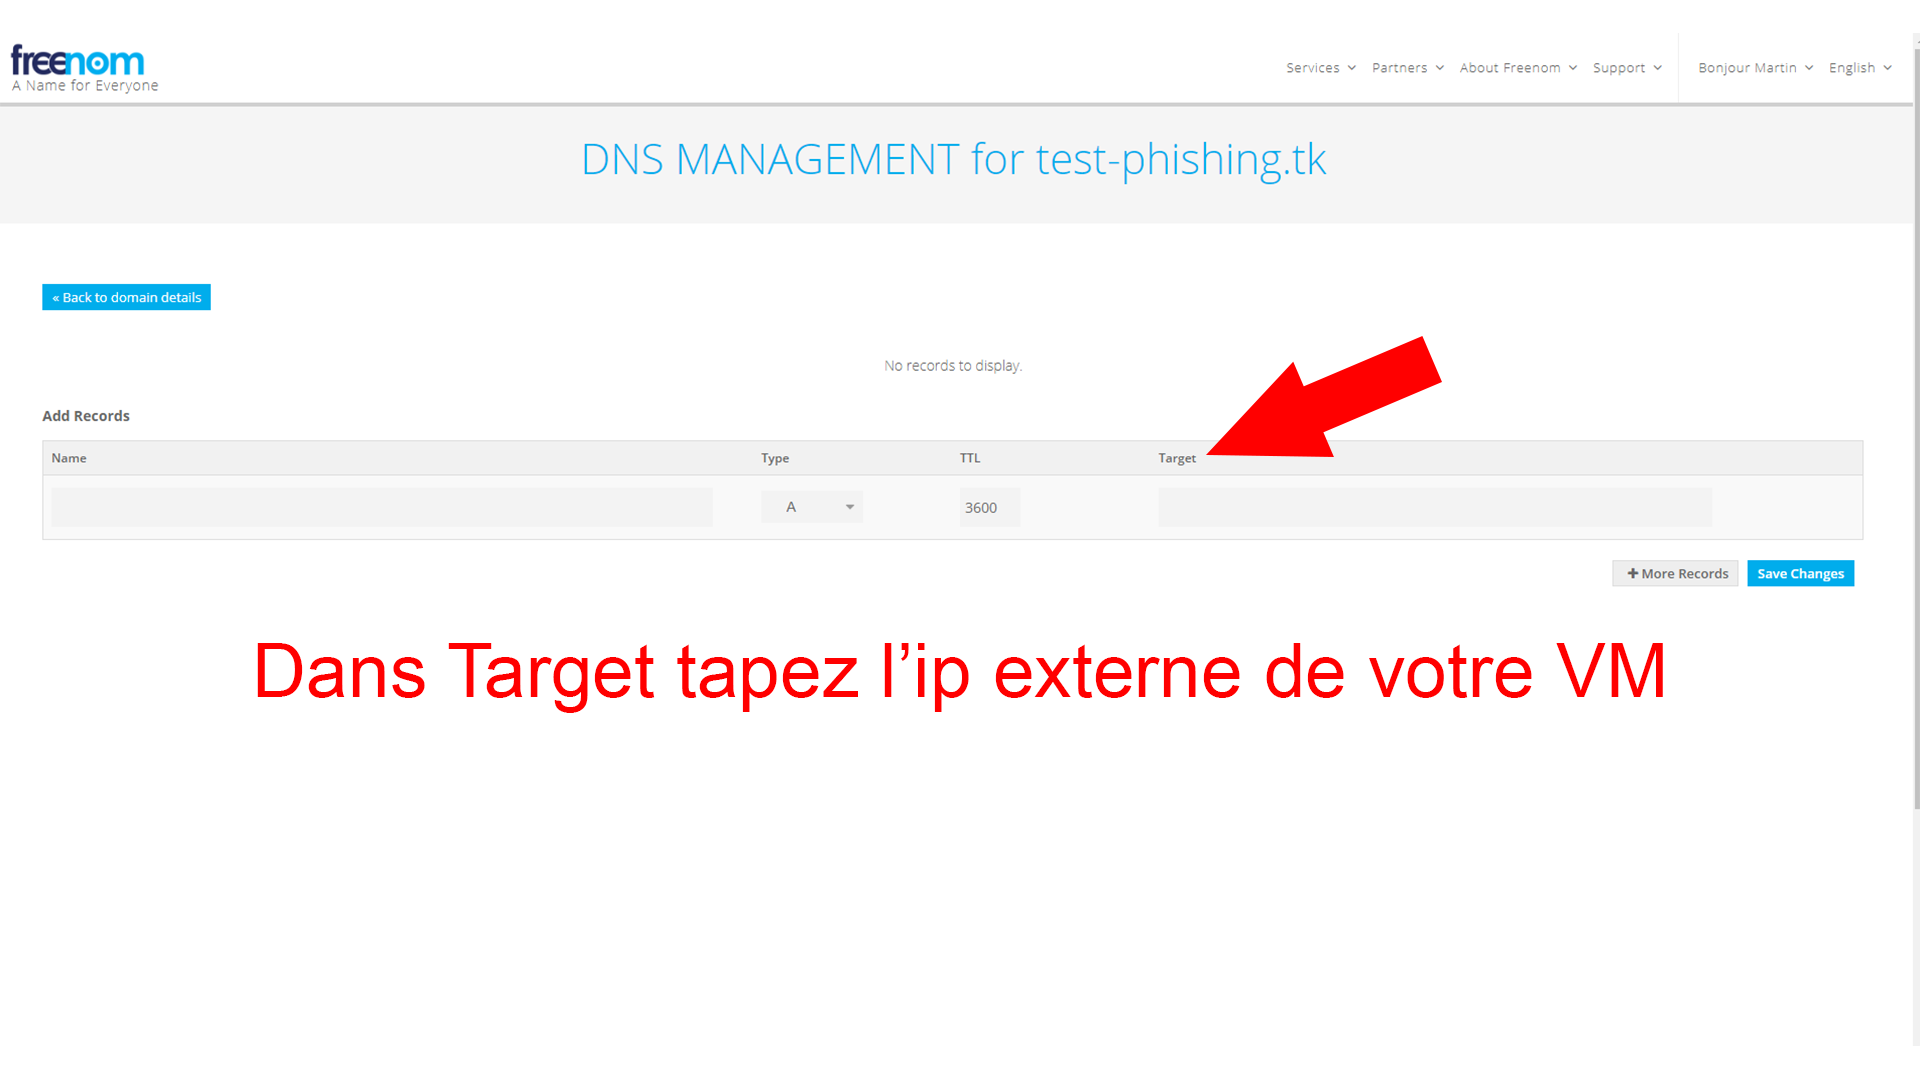 freenom
A Name for Everyone
Services Partners About Freenom Support Bonjour Martin English
DNS MANAGEMENT for test-phishing.tk
« Back to domain details
No records to display.
Add Records
Name Type TTL Target
A 3600
+ More Records Save Changes
Dans Target tapez l’ip externe de votre VM